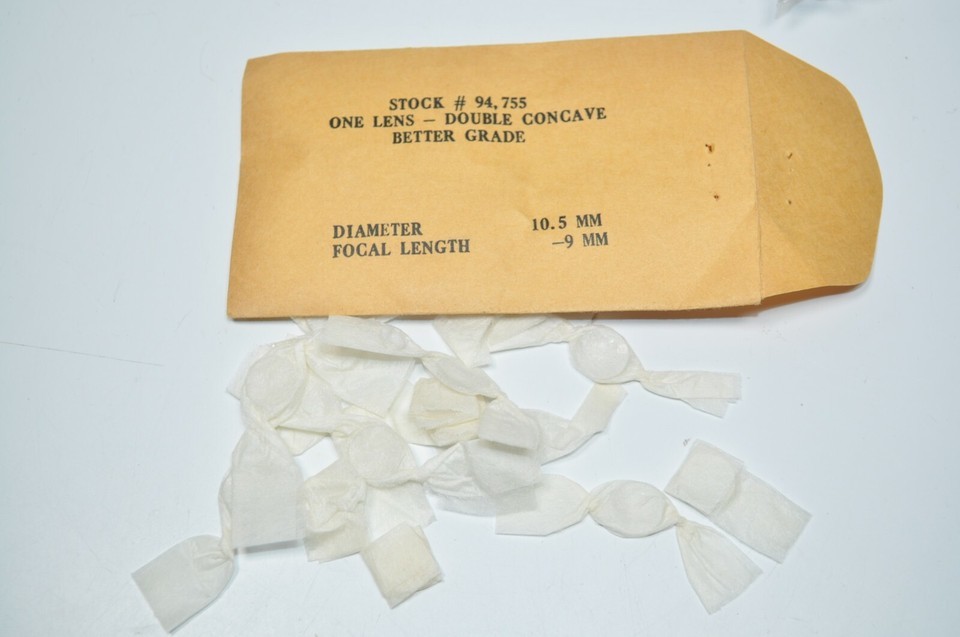 STOCK # 94,755
ONE LENS — DOUBLE CONCAVE
BETTER GRADE
DIAMETER 10.5 MM
FOCAL LENGTH —9 MM